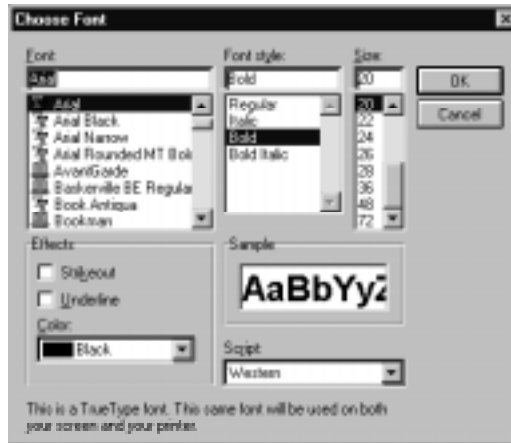 Choose Font
Font:
Font style:
Size:
Arial
Bold
20
OK
Cancel
Arial
Arial Black
Arial Narrow
Arial Rounded MT Bol
AvantGarde
Baskerville BE Regular
Book Antiqua
Bookman
Regular
Italic
Bold
Bold Italic
20
22
24
26
28
36
48
72
Effects
Strikeout
Underline
Color:
Black
Sample
AaBbYyZ
Script:
Western
This is a TrueType font. This same font will be used on both
your screen and your printer.